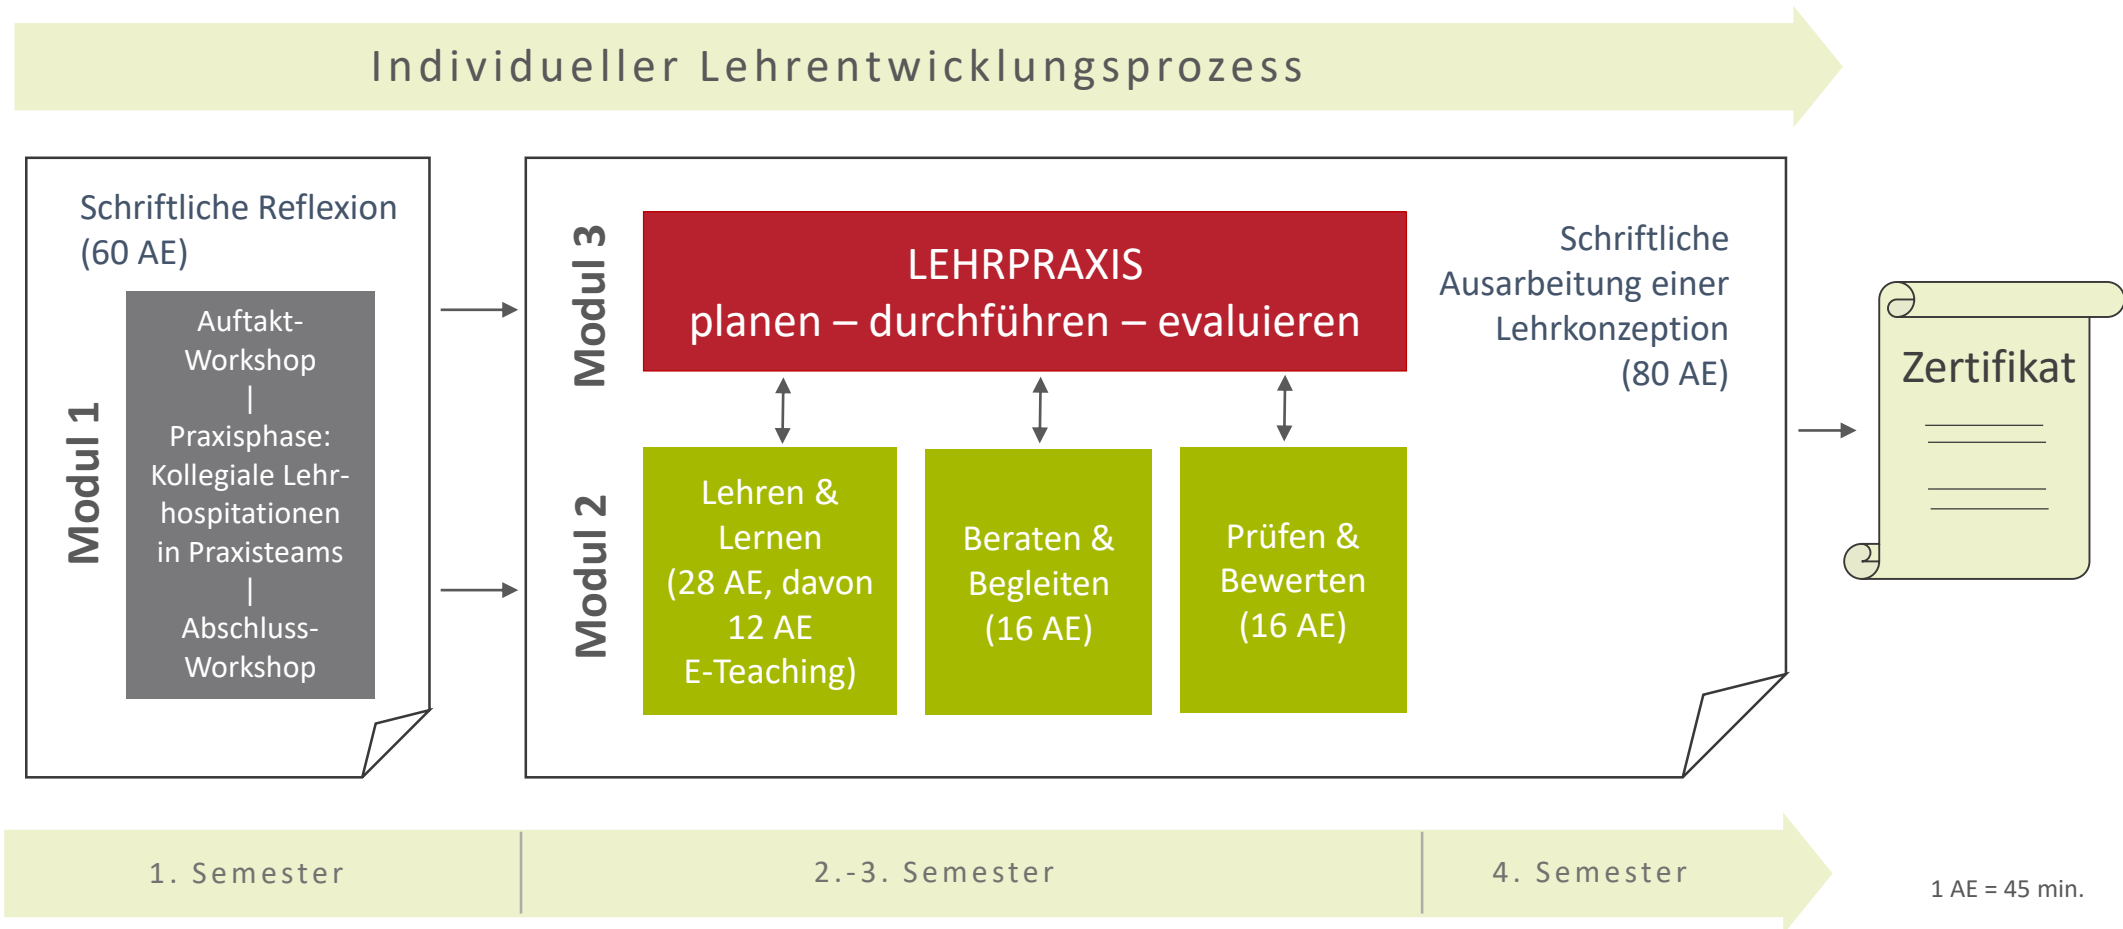 Individueller Lehrentwicklungsprozess
Schriftliche Reflexion
(60 AE)
Modul 1
Auftakt-
Workshop
|
Praxisphase:
Kollegiale Lehr-
hospitationen
in Praxisteams
|
Abschluss-
Workshop
Modul 3
LEHRPRAXIS
planen – durchführen – evaluieren
Schriftliche
Ausarbeitung einer
Lehrkonzeption
(80 AE)
Modul 2
Lehren &
Lernen
(28 AE, davon
12 AE
E-Teaching)
Beraten &
Begleiten
(16 AE)
Prüfen &
Bewerten
(16 AE)
Zertifikat
1. Semester
2.-3. Semester
4. Semester
1 AE = 45 min.